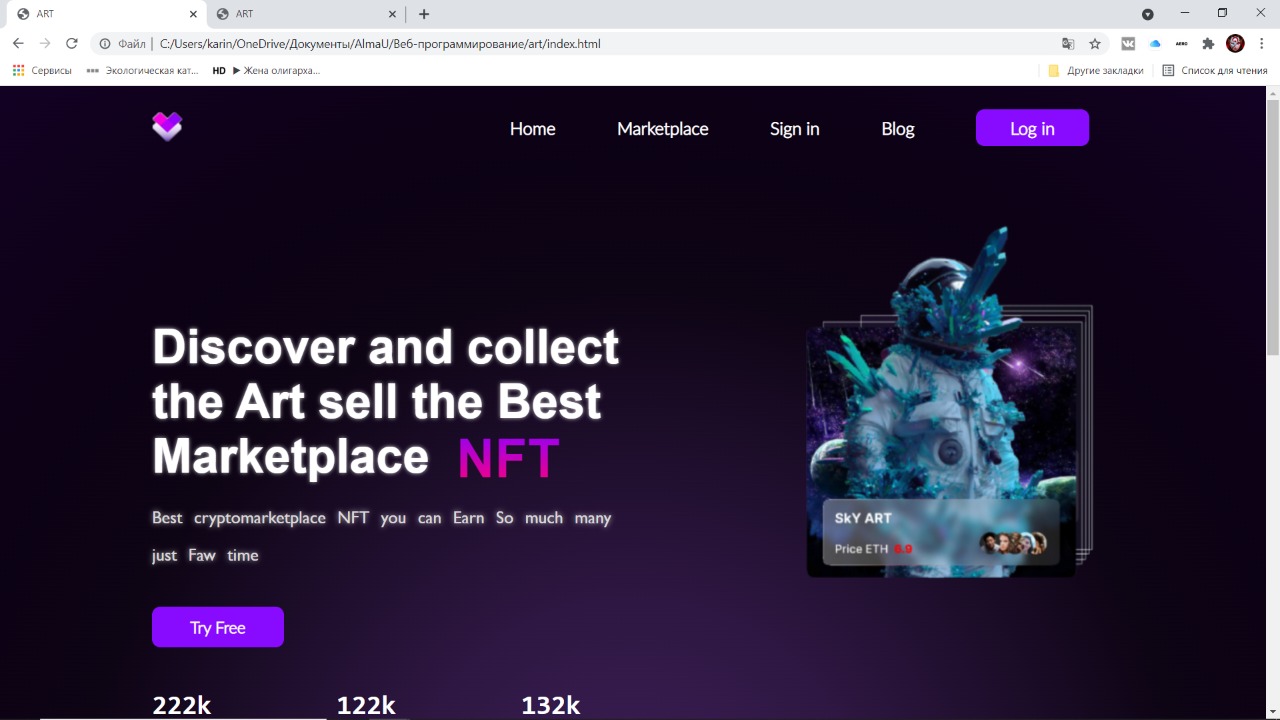 ART
ART
Файл | C:/Users/karin/OneDrive/Документы/AlmaU/Веб-программирование/art/index.html
Сервисы
Экологическая кат...
HD ▶ Жена олигарха...
Другие закладки
Список для чтения
Home
Marketplace
Sign in
Blog
Log in
Discover and collect
the Art sell the Best
Marketplace NFT
Best cryptomarketplace NFT you can Earn So much many
just Faw time
SkY ART
Price ETH 6.9
Try Free
222k
122k
132k